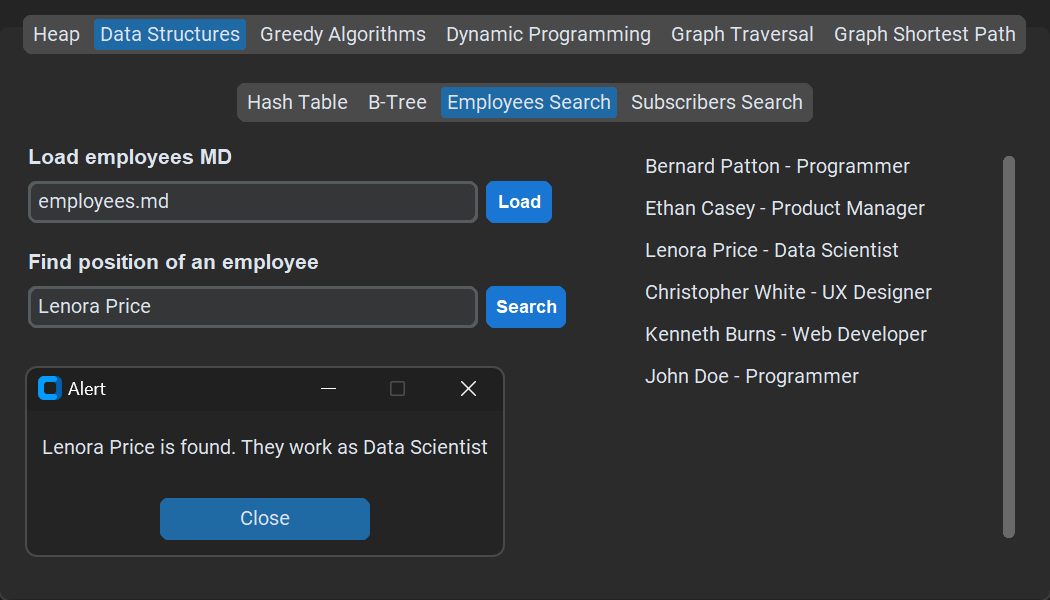 Heap Data Structures Greedy Algorithms Dynamic Programming Graph Traversal Graph Shortest Path
Hash Table B-Tree Employees Search Subscribers Search
Load employees MD
employees.md Load
Find position of an employee
Lenora Price Search
Alert
Lenora Price is found. They work as Data Scientist
Close
Bernard Patton - Programmer
Ethan Casey - Product Manager
Lenora Price - Data Scientist
Christopher White - UX Designer
Kenneth Burns - Web Developer
John Doe - Programmer